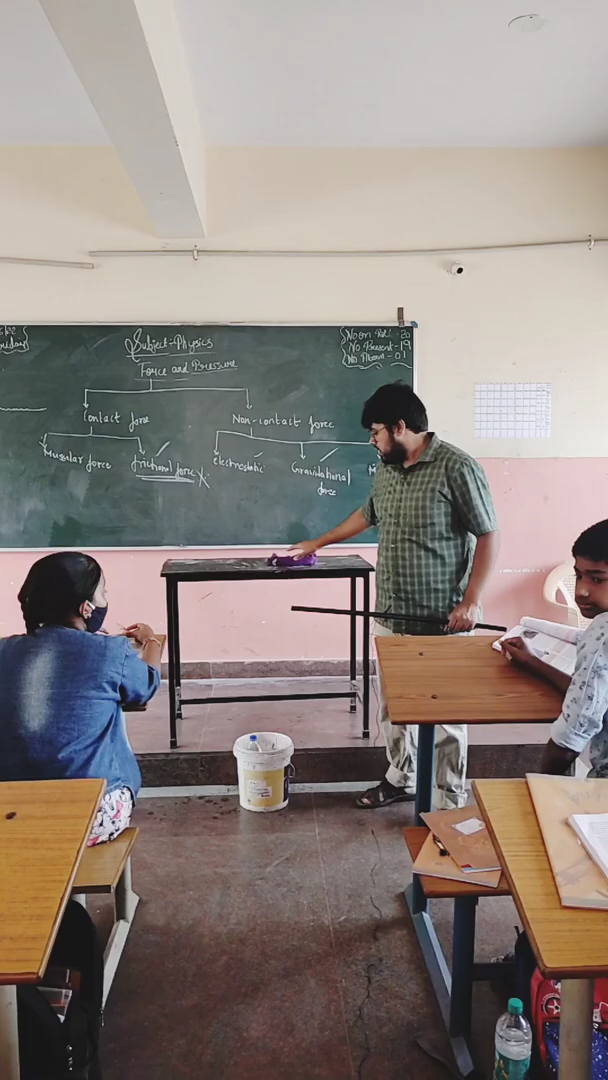 Subject-Physics
Force and Pressure
No on Roll - 20
No Present - 19
No Absent - 01
Contact force
Non-contact force
Muscular force
frictional force
electrostatic
Gravitational
force